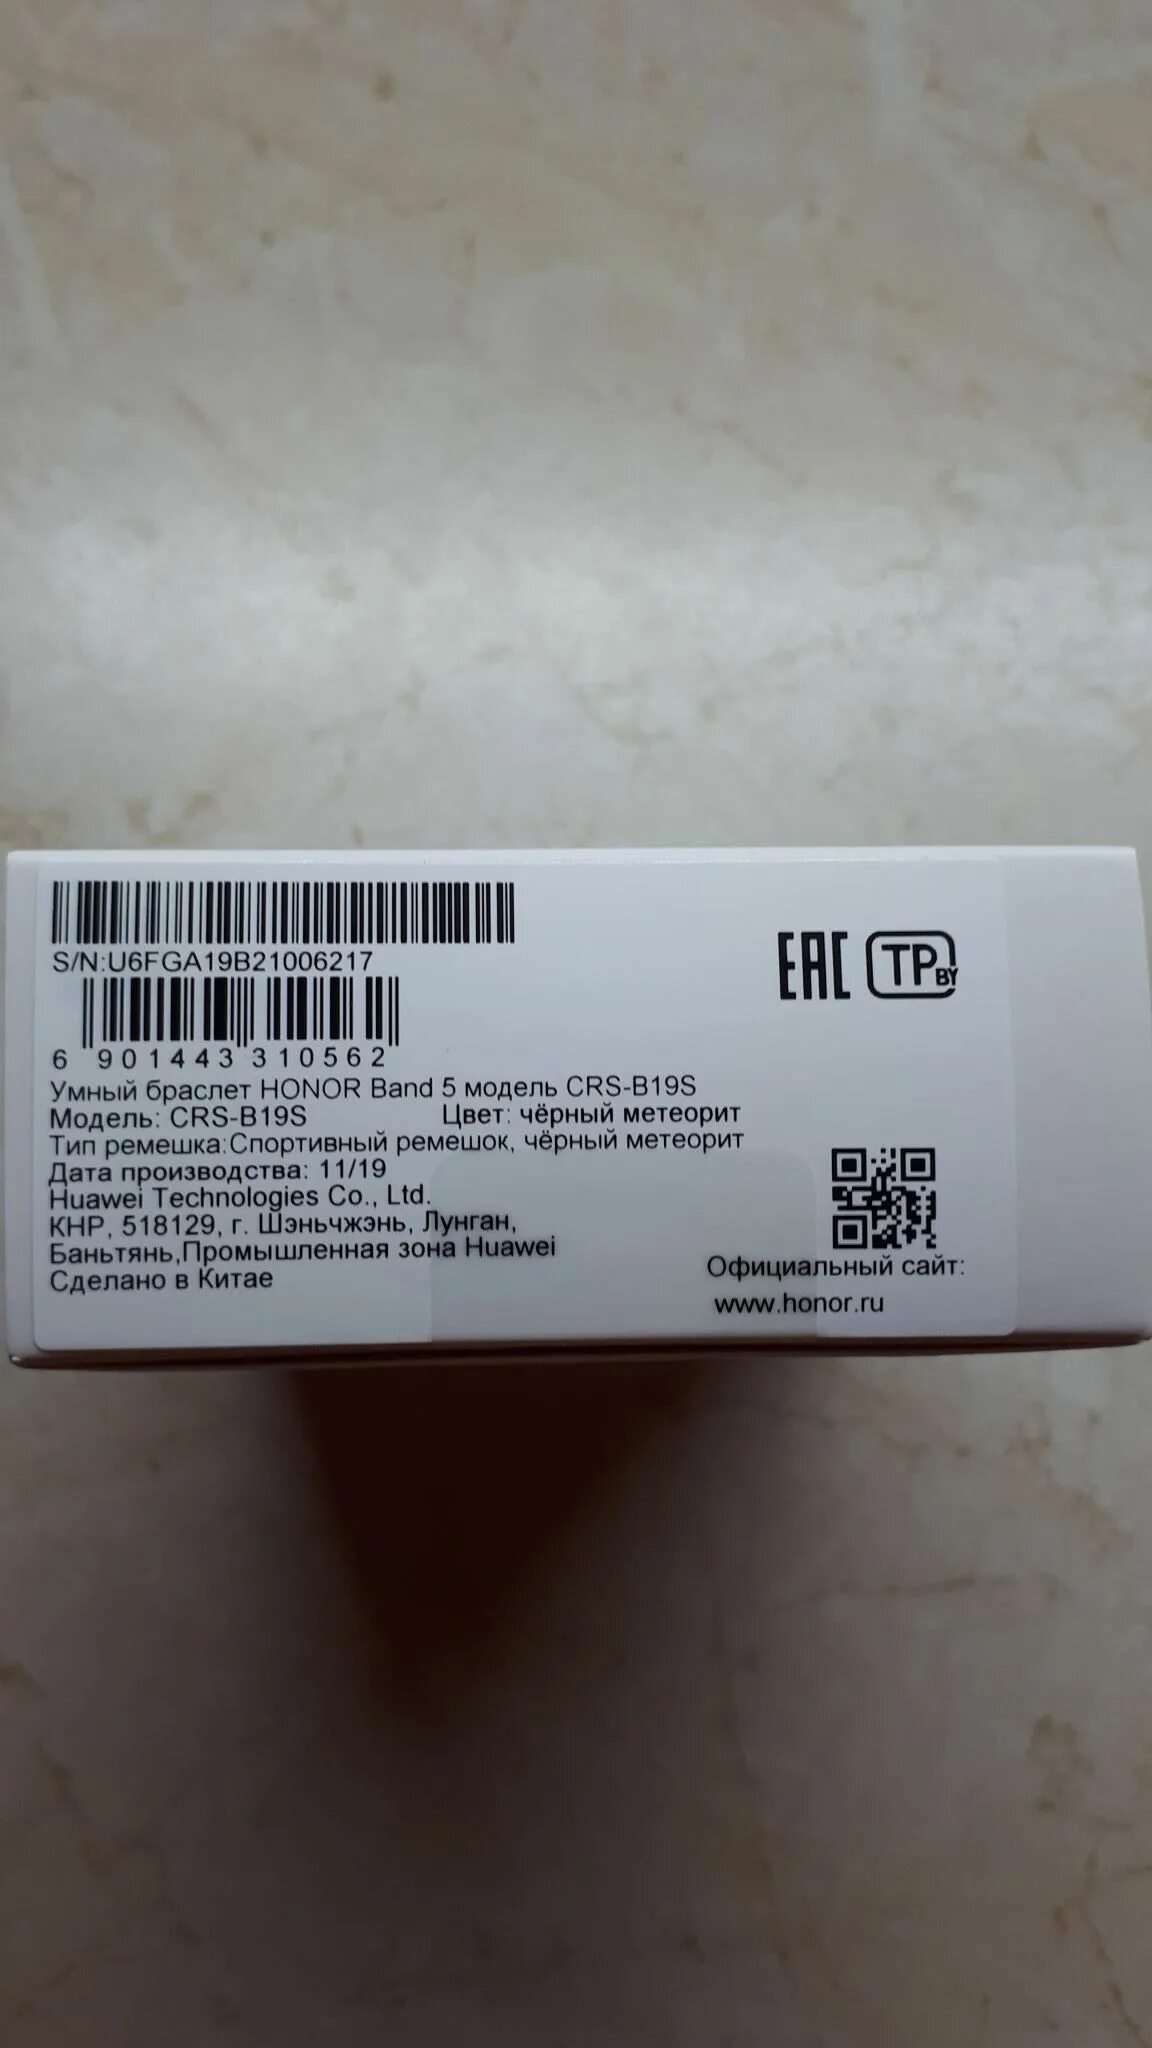 S/N:U6FGA19B21006217
6 901443 310562
Умный браслет HONOR Band 5 модель CRS-B19S
Модель: CRS-B19S Цвет: чёрный метеорит
Тип ремешка:Спортивный ремешок, чёрный метеорит
Дата производства: 11/19
Huawei Technologies Co., Ltd.
КНР, 518129, г. Шэньчжэнь, Лунган,
Баньтянь,Промышленная зона Huawei
Сделано в Китае
EAC TP BY
Официальный сайт:
www.honor.ru